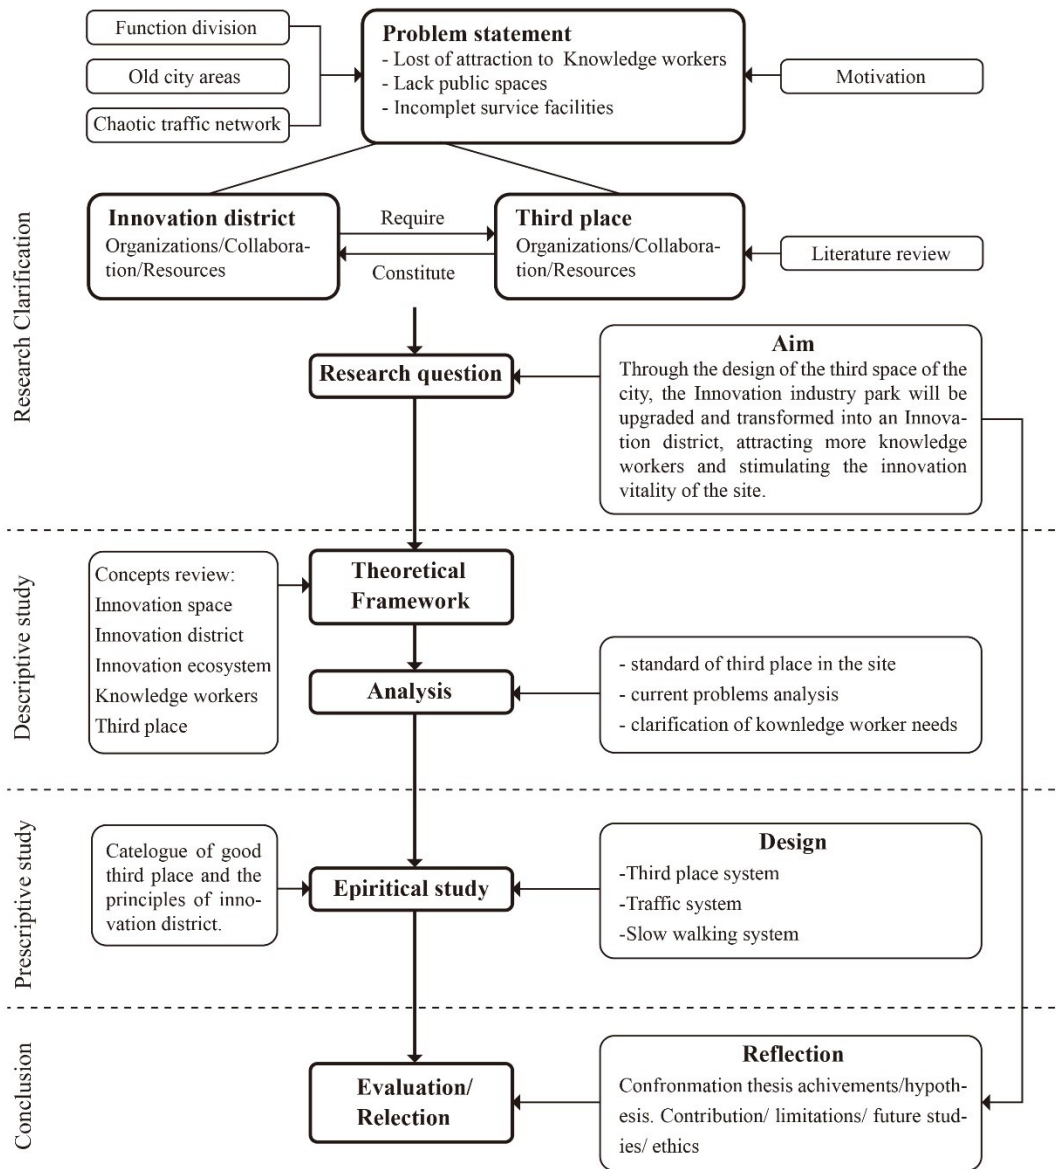 Function division
Old city areas
Chaotic traffic network
Problem statement
- Lost of attraction to Knowledge workers
- Lack public spaces
- Incomplet survice facilities
Motivation
Research Clarification
Innovation district
Organizations/Collabora-
tion/Resources
Require
Constitute
Third place
Organizations/Collabora-
tion/Resources
Literature review
Research question
Aim
Through the design of the third space of the
city, the Innovation industry park will be
upgraded and transformed into an Innova-
tion district, attracting more knowledge
workers and stimulating the innovation
vitality of the site.
Descriptive study
Concepts review:
Innovation space
Innovation district
Innovation ecosystem
Knowledge workers
Third place
Theoretical
Framework
Analysis
- standard of third place in the site
- current problems analysis
- clarification of kownledge worker needs
Prescriptive study
Catelogue of good
third place and the
principles of inno-
vation district.
Epiritical study
Design
-Third place system
-Traffic system
-Slow walking system
Conclusion
Evaluation/
Relection
Reflection
Confronmation thesis achivements/hypoth-
esis. Contribution/ limitations/ future stud-
ies/ ethics